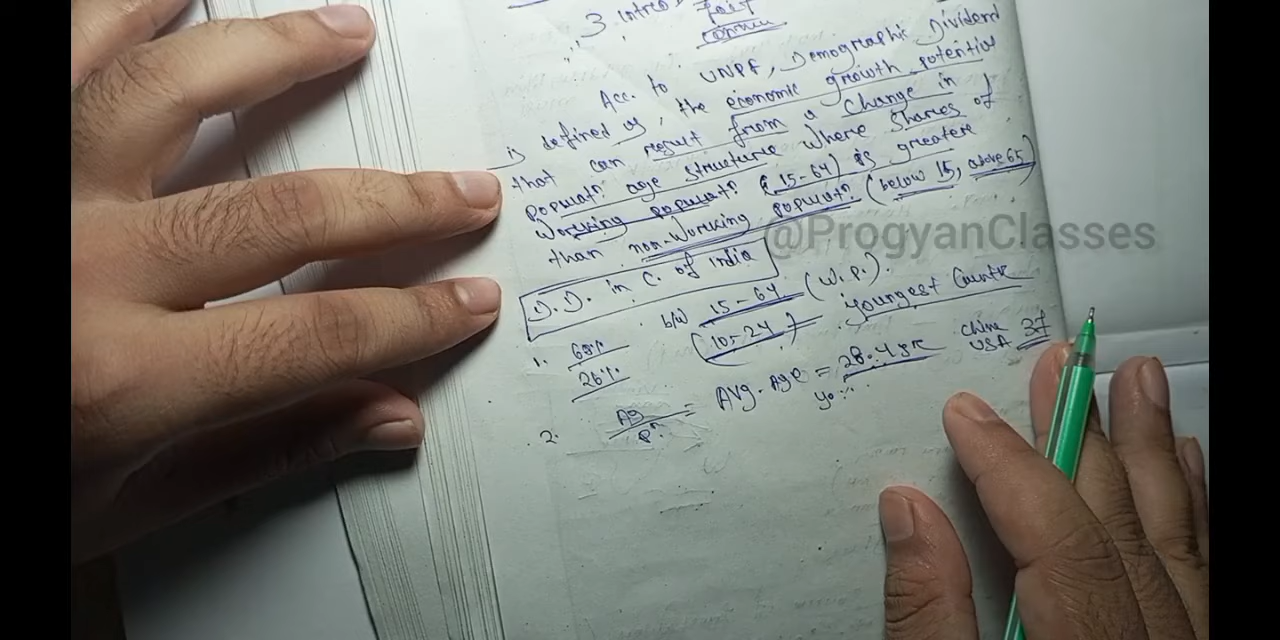 3 intro,
Acc. to UNPF, Demographic Dividend
is defined as, the economic growth potential
that can result from a change in
populatn age structure where shares of
working populatn (15-64) is greater
than non-working populatn (below 15, above 65)
@ProgyanClasses
D.D. in C. of India
1. 68% b/w 15-64 (W.P.).
26% (10-24) youngest Countr
2. Avg. Age = 28.4 yr China USA 37